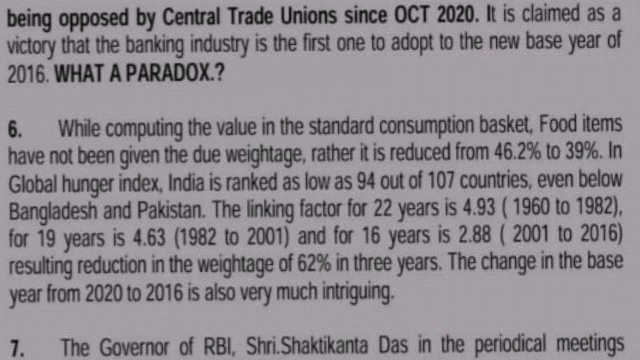 being opposed by Central Trade Unions since OCT 2020. It is claimed as a
victory that the banking industry is the first one to adopt to the new base year of
2016. WHAT A PARADOX.?
6. While computing the value in the standard consumption basket, Food items
have not been given the due weightage, rather it is reduced from 46.2% to 39%. In
Global hunger index, India is ranked as low as 94 out of 107 countries, even below
Bangladesh and Pakistan. The linking factor for 22 years is 4.93 ( 1960 to 1982),
for 19 years is 4.63 (1982 to 2001) and for 16 years is 2.88 ( 2001 to 2016)
resulting reduction in the weightage of 62% in three years. The change in the base
year from 2020 to 2016 is also very much intriguing.
7. The Governor of RBI, Shri.Shaktikanta Das in the periodical meetings